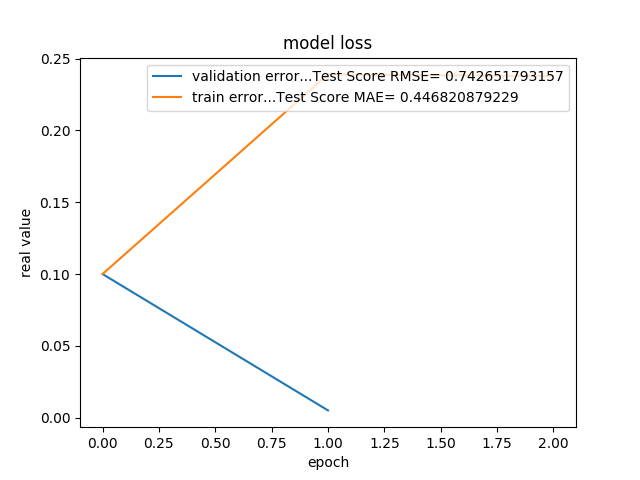 model loss
validation error...Test Score RMSE= 0.742651793157
train error...Test Score MAE= 0.446820879229
real value
0.25
0.20
0.15
0.10
0.05
0.00
0.00 0.25 0.50 0.75 1.00 1.25 1.50 1.75 2.00
epoch